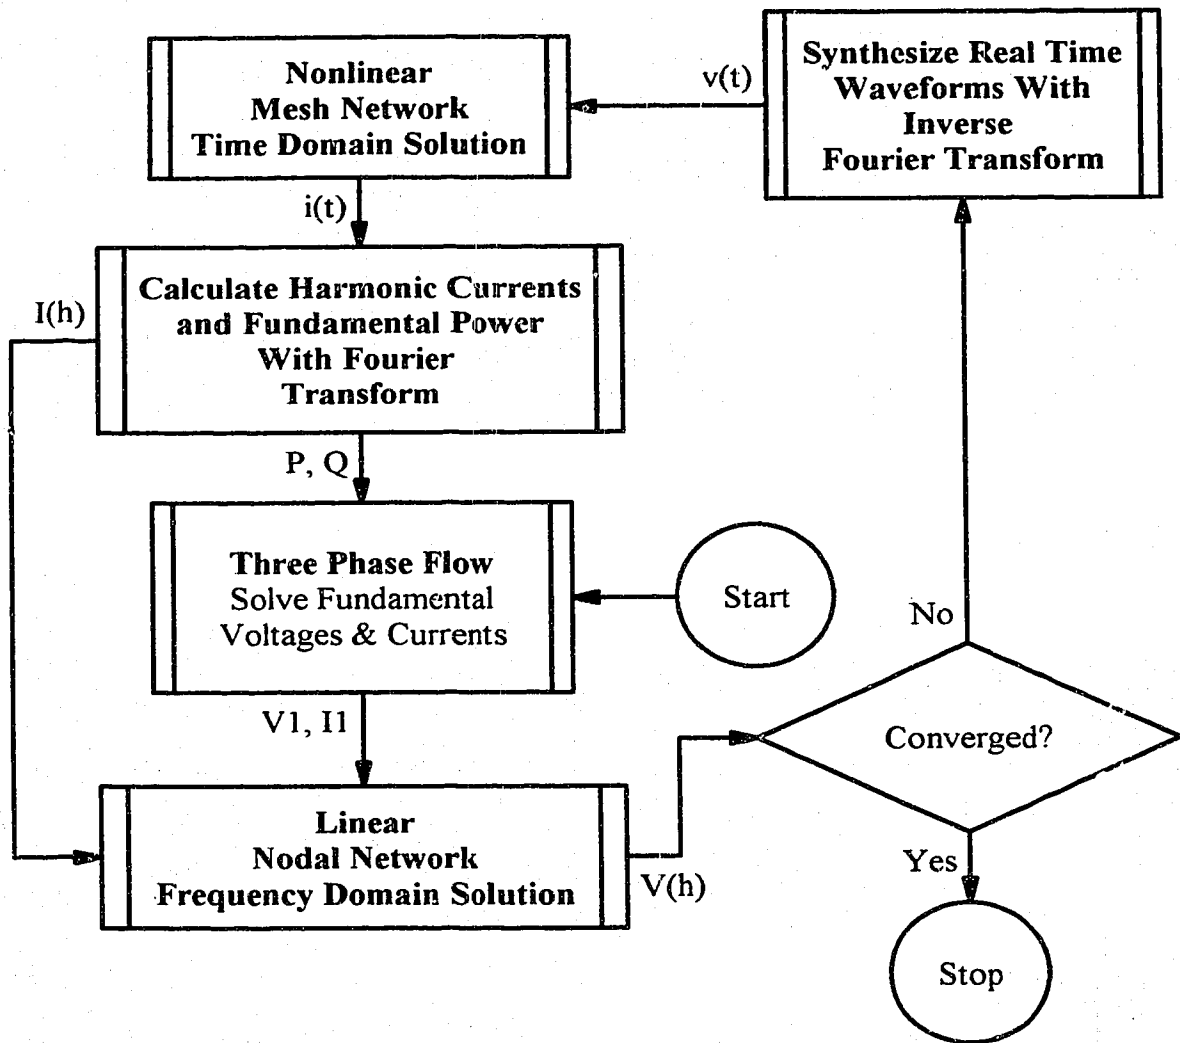 Nonlinear
Mesh Network
Time Domain Solution
v(t)
Synthesize Real Time
Waveforms With
Inverse
Fourier Transform
i(t)
I(h)
Calculate Harmonic Currents
and Fundamental Power
With Fourier
Transform
P, Q
Three Phase Flow
Solve Fundamental
Voltages & Currents
Start
No
V1, I1
Converged?
Linear
Nodal Network
Frequency Domain Solution
V(h)
Yes
Stop